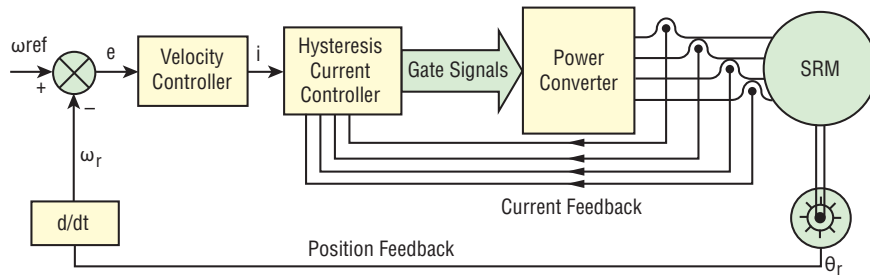 ωref
+
−
e
Velocity
Controller
i
Hysteresis
Current
Controller
Gate Signals
Power
Converter
SRM
ωr
d/dt
Current Feedback
Position Feedback
θr